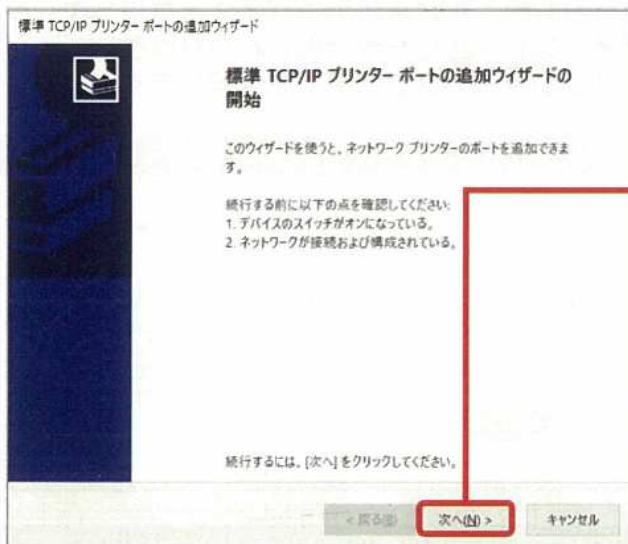 標準 TCP/IP プリンター ポートの追加ウィザード
標準 TCP/IP プリンター ポートの追加ウィザードの
開始
このウィザードを使うと、ネットワーク プリンターのポートを追加できま
す。
続行する前に以下の点を確認してください:
1. デバイスのスイッチがオンになっている。
2. ネットワークが接続および構成されている。
続行するには、[次へ] をクリックしてください。
< 戻る(B) 次へ(N) > キャンセル